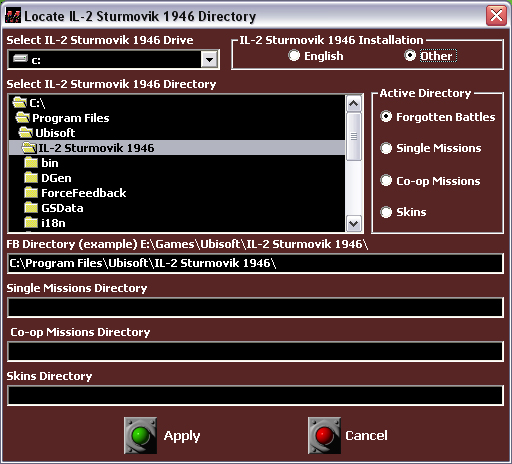 Locate IL-2 Sturmovik 1946 Directory
Select IL-2 Sturmovik 1946 Drive
c:
IL-2 Sturmovik 1946 Installation
English
Other
Select IL-2 Sturmovik 1946 Directory
C:\
Program Files
Ubisoft
IL-2 Sturmovik 1946
bin
DGen
ForceFeedback
GSData
i18n
Active Directory
Forgotten Battles
Single Missions
Co-op Missions
Skins
FB Directory (example) E:\Games\Ubisoft\IL-2 Sturmovik 1946\
C:\Program Files\Ubisoft\IL-2 Sturmovik 1946\
Single Missions Directory
Co-op Missions Directory
Skins Directory
Apply
Cancel